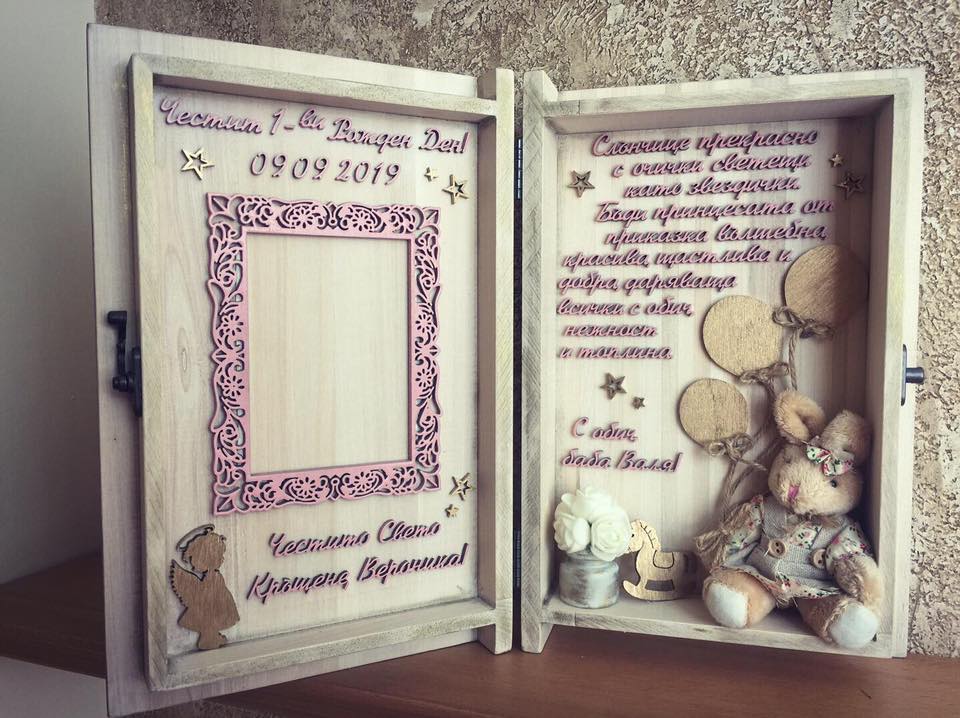 Честит 1-ви Рожден Ден!
09.09.2019
Честито Свето
Кръщене, Вероника!
Слънчице прекрасно
с очички светещи
като звездички.
Бъди принцесата от
приказка вълшебна,
красива, щастлива и
добра, даряваща
всички с обич,
нежност
и топлина.
С обич,
баба Валя!